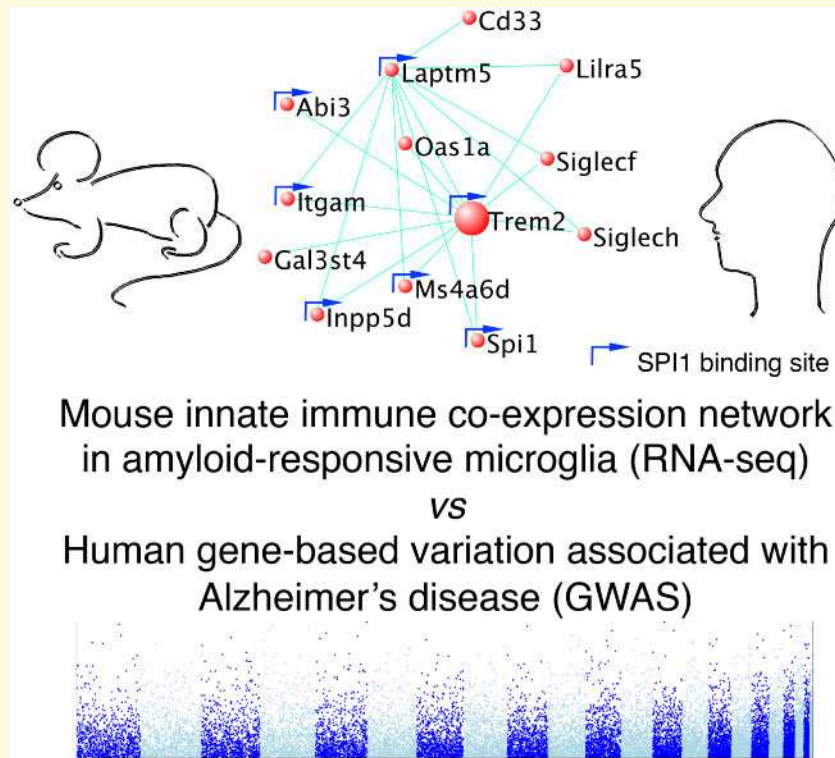 Cd33
Laptm5
Lilra5
Abi3
Oas1a
Siglecf
Itgam
Trem2
Siglech
Gal3st4
Ms4a6d
Inpp5d
Spi1
SPI1 binding site
Mouse innate immune co-expression network
in amyloid-responsive microglia (RNA-seq)
vs
Human gene-based variation associated with
Alzheimer's disease (GWAS)